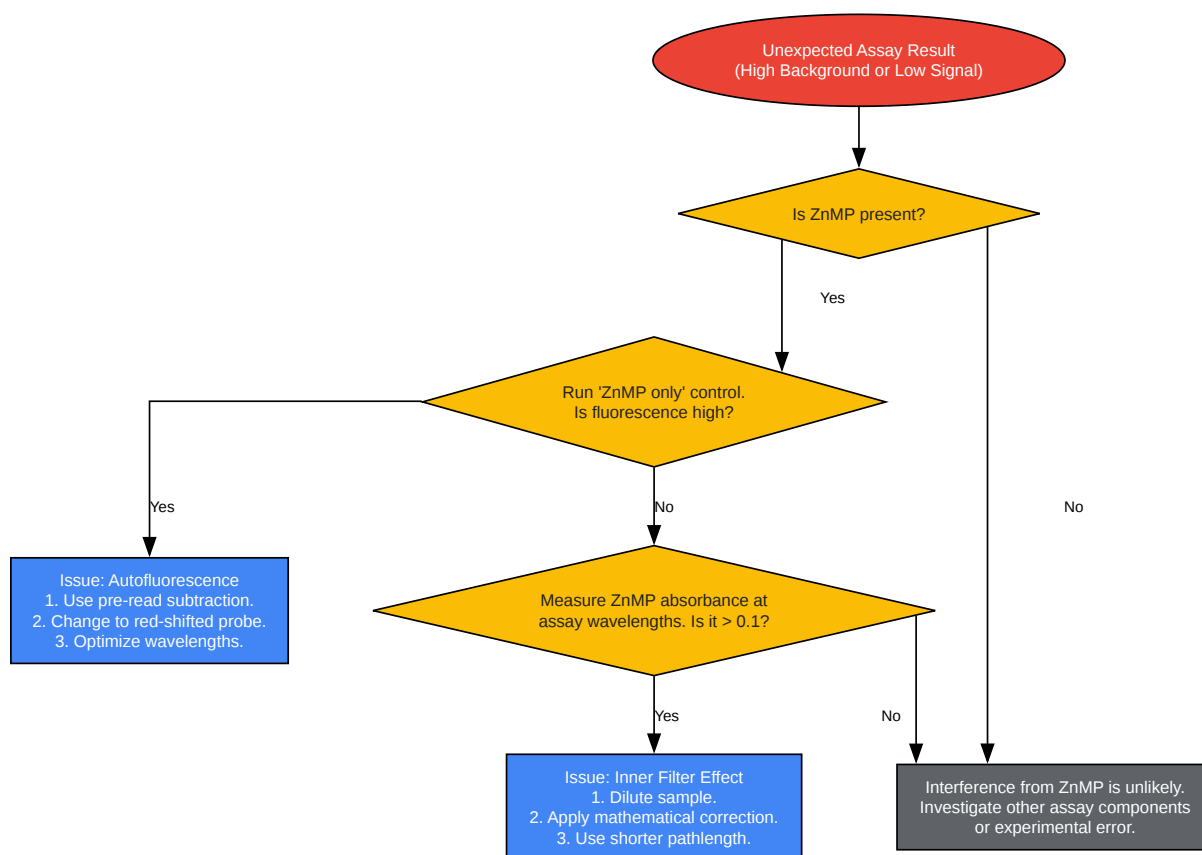 Unexpected Assay Result
(High Background or Low Signal)
Is ZnMP present?
Yes
Run 'ZnMP only' control.
Is fluorescence high?
Yes
No
No
Issue: Autofluorescence
1. Use pre-read subtraction.
2. Change to red-shifted probe.
3. Optimize wavelengths.
Measure ZnMP absorbance at
assay wavelengths. Is it > 0.1?
Yes
No
Issue: Inner Filter Effect
1. Dilute sample.
2. Apply mathematical correction.
3. Use shorter pathlength.
Interference from ZnMP is unlikely.
Investigate other assay components
or experimental error.